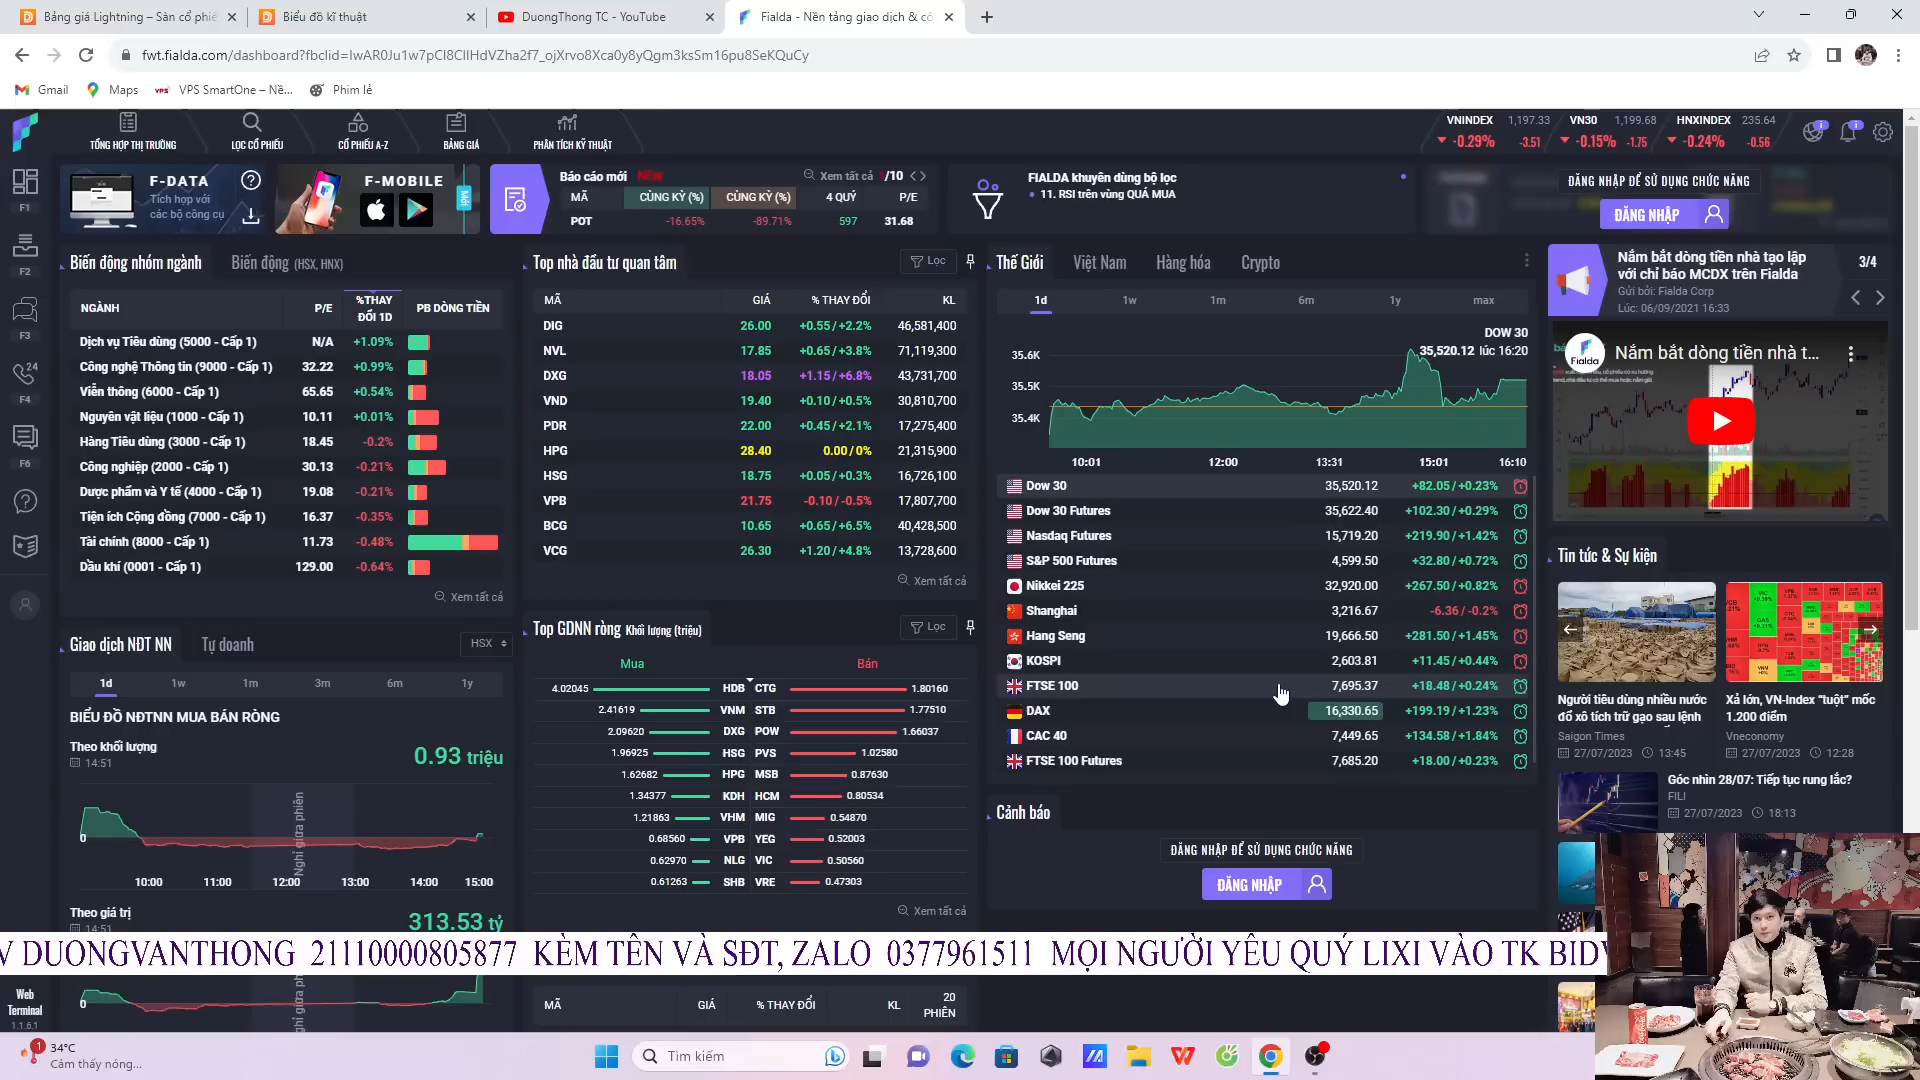 Bảng giá Lightning – Sàn cổ phiế
Biểu đồ kĩ thuật
DuongThong TC - YouTube
Fialda - Nền tảng giao dịch & cô
fwt.fialda.com/dashboard?fbclid=IwAR0Ju1w7pCl8CIlHdVZha2f7_ojXrvo8Xca0y8yQgm3ksSm16pu8SeKQuCy
Gmail
Maps
VPS SmartOne – Nề...
Phim lẻ
TỔNG HỢP THỊ TRƯỜNG
LỌC CỔ PHIẾU
CỔ PHIẾU A-Z
BẢNG GIÁ
PHÂN TÍCH KỸ THUẬT
VNINDEX 1,197.33
-0.29% -3.51
VN30 1,199.68
-0.15% -1.75
HNXINDEX 235.64
-0.24% -0.56
F1
F2
F3
F4
F6
Web
Terminal
1.1.6.1
F-DATA
Tích hợp với
các bộ công cụ
F-MOBILE
Mới
Báo cáo mới NEW
Xem tất cả /10
MÃ CÙNG KỲ (%) CÙNG KỲ (%) 4 QUÝ P/E
POT -16.65% -89.71% 597 31.68
FIALDA khuyên dùng bộ lọc
11. RSI trên vùng QUÁ MUA
ĐĂNG NHẬP ĐỂ SỬ DỤNG CHỨC NĂNG
ĐĂNG NHẬP
Biến động nhóm ngành
Biến động (HSX, HNX)
NGÀNH P/E %THAY ĐỔI 1D PB DÒNG TIỀN
Dịch vụ Tiêu dùng (5000 - Cấp 1) N/A +1.09%
Công nghệ Thông tin (9000 - Cấp 1) 32.22 +0.99%
Viễn thông (6000 - Cấp 1) 65.65 +0.54%
Nguyên vật liệu (1000 - Cấp 1) 10.11 +0.01%
Hàng Tiêu dùng (3000 - Cấp 1) 18.45 -0.2%
Công nghiệp (2000 - Cấp 1) 30.13 -0.21%
Dược phẩm và Y tế (4000 - Cấp 1) 19.08 -0.21%
Tiện ích Cộng đồng (7000 - Cấp 1) 16.37 -0.35%
Tài chính (8000 - Cấp 1) 11.73 -0.48%
Dầu khí (0001 - Cấp 1) 129.00 -0.64%
Xem tất cả
Giao dịch NĐT NN
Tự doanh
HSX
1d 1w 1m 3m 6m 1y
BIỂU ĐỒ NĐTNN MUA BÁN RÒNG
Theo khối lượng
14:51
0.93 triệu
0
Nghỉ giữa phiên
10:00 11:00 12:00 13:00 14:00 15:00
Theo giá trị
14:51
313.53 tỷ
0
Top nhà đầu tư quan tâm
Lọc
MÃ GIÁ % THAY ĐỔI KL
DIG 26.00 +0.55 / +2.2% 46,581,400
NVL 17.85 +0.65 / +3.8% 71,119,300
DXG 18.05 +1.15 / +6.8% 43,731,700
VND 19.40 +0.10 / +0.5% 30,810,700
PDR 22.00 +0.45 / +2.1% 17,275,400
HPG 28.40 0.00 / 0% 21,315,900
HSG 18.75 +0.05 / +0.3% 16,726,100
VPB 21.75 -0.10 / -0.5% 17,807,700
BCG 10.65 +0.65 / +6.5% 40,428,500
VCG 26.30 +1.20 / +4.8% 13,728,600
Xem tất cả
Top GDNN ròng Khối lượng (triệu)
Lọc
Mua Bán
4.02045 HDB CTG 1.80160
2.41619 VNM STB 1.77510
2.09620 DXG POW 1.66037
1.96925 HSG PVS 1.02580
1.62682 HPG MSB 0.87630
1.34377 KDH HCM 0.80534
1.21863 VHM MIG 0.54870
0.68560 VPB YEG 0.52003
0.62970 NLG VIC 0.50560
0.61263 SHB VRE 0.47303
Xem tất cả
MÃ GIÁ % THAY ĐỔI KL 20 PHIÊN
Thế Giới
Việt Nam
Hàng hóa
Crypto
1d 1w 1m 6m 1y max
DOW 30
35,520.12 lúc 16:20
35.6K
35.5K
35.4K
10:01 12:00 13:31 15:01 16:10
Dow 30 35,520.12 +82.05 / +0.23%
Dow 30 Futures 35,622.40 +102.30 / +0.29%
Nasdaq Futures 15,719.20 +219.90 / +1.42%
S&P 500 Futures 4,599.50 +32.80 / +0.72%
Nikkei 225 32,920.00 +267.50 / +0.82%
Shanghai 3,216.67 -6.36 / -0.2%
Hang Seng 19,666.50 +281.50 / +1.45%
KOSPI 2,603.81 +11.45 / +0.44%
FTSE 100 7,695.37 +18.48 / +0.24%
DAX 16,330.65 +199.19 / +1.23%
CAC 40 7,449.65 +134.58 / +1.84%
FTSE 100 Futures 7,685.20 +18.00 / +0.23%
Cảnh báo
ĐĂNG NHẬP ĐỂ SỬ DỤNG CHỨC NĂNG
ĐĂNG NHẬP
Nắm bắt dòng tiền nhà tạo lập
với chỉ báo MCDX trên Fialda
Gửi bởi: Fialda Corp
Lúc: 06/09/2021 16:33
3/4
Fialda
Nắm bắt dòng tiền nhà t...
Tin tức & Sự kiện
Người tiêu dùng nhiều nước
đổ xô tích trữ gạo sau lệnh
Saigon Times
27/07/2023 13:45
Xả lớn, VN-Index “tuột” mốc
1.200 điểm
Vneconomy
27/07/2023 12:28
Góc nhìn 28/07: Tiếp tục rung lắc?
FILI
27/07/2023 18:13
V DUONGVANTHONG 21110000805877 KÈM TÊN VÀ SĐT, ZALO 0377961511 MỌI NGƯỜI YÊU QUÝ LIXI VÀO TK BIDV
1
34°C
Cảm thấy nóng...
Tìm kiếm